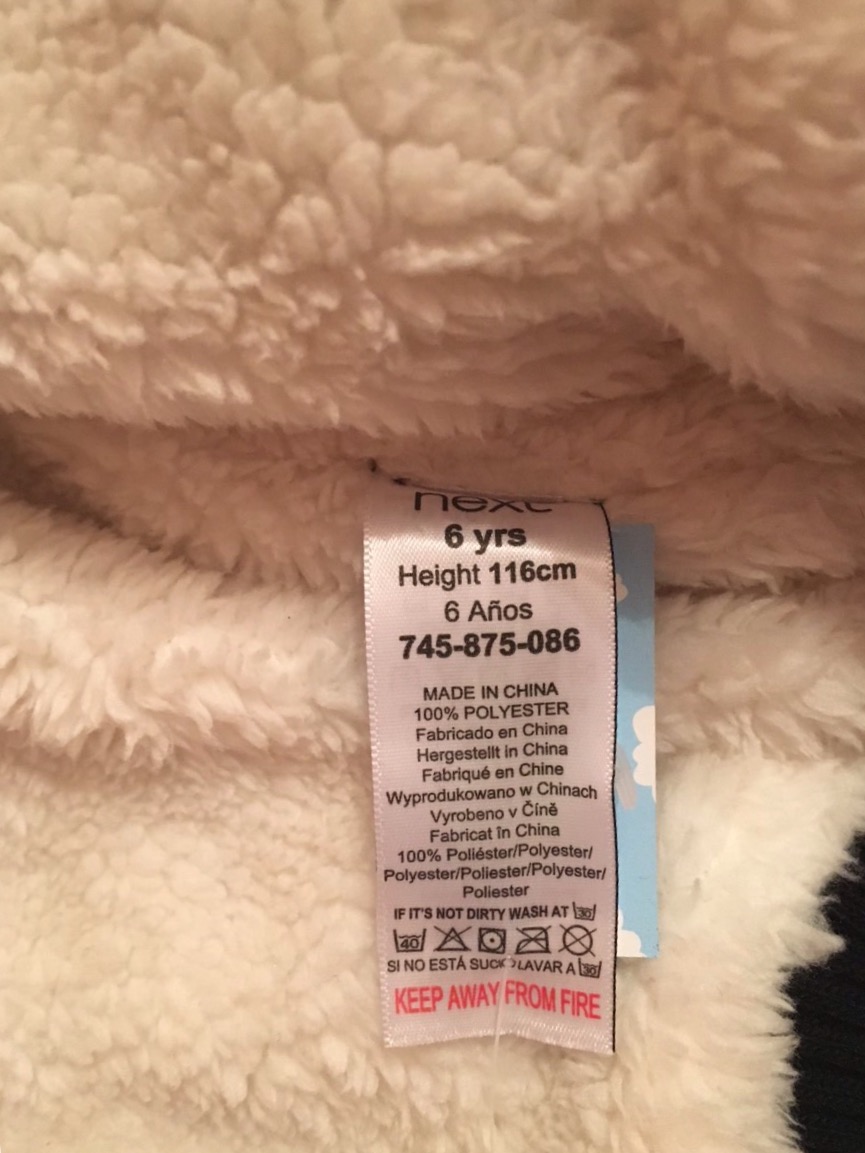 next
6 yrs
Height 116cm
6 Años
745-875-086
MADE IN CHINA
100% POLYESTER
Fabricado en China
Hergestellt in China
Fabriqué en Chine
Wyprodukowano w Chinach
Vyrobeno v Číně
Fabricat în China
100% Poliéster/Polyester/
Polyester/Poliester/Polyester/
Poliester
IF IT'S NOT DIRTY WASH AT 30
40
SI NO ESTÁ SUCIO LAVAR A 30
KEEP AWAY FROM FIRE